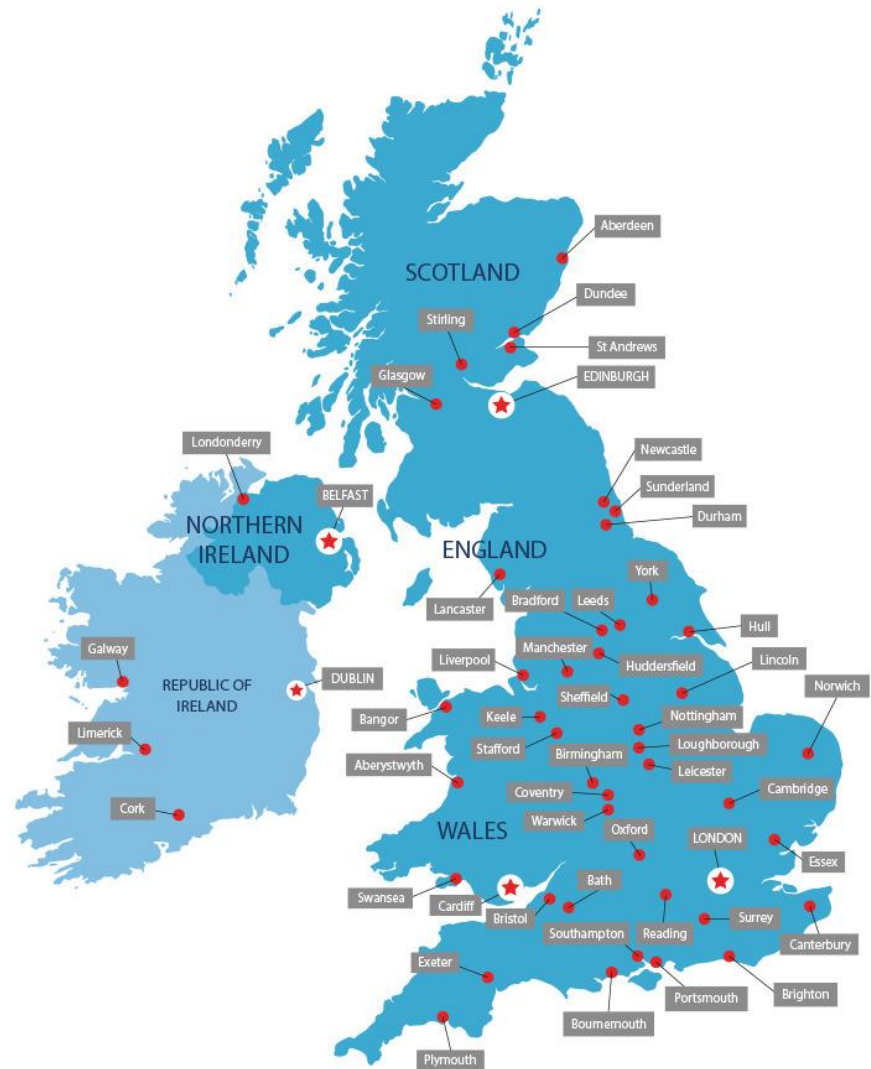 Aberdeen
SCOTLAND
Dundee
Stirling
St Andrews
Glasgow
EDINBURGH
Londonderry
Newcastle
Sunderland
BELFAST
Durham
NORTHERN
IRELAND
ENGLAND
York
Lancaster
Bradford
Leeds
Hull
Galway
Manchester
Liverpool
Huddersfield
Lincoln
DUBLIN
REPUBLIC OF
IRELAND
Sheffield
Norwich
Bangor
Keele
Nottingham
Limerick
Stafford
Loughborough
Birmingham
Aberystwyth
Leicester
Coventry
Cambridge
Cork
Warwick
WALES
Oxford
LONDON
Essex
Swansea
Cardiff
Bath
Bristol
Surrey
Southampton
Reading
Canterbury
Exeter
Portsmouth
Brighton
Bournemouth
Plymouth